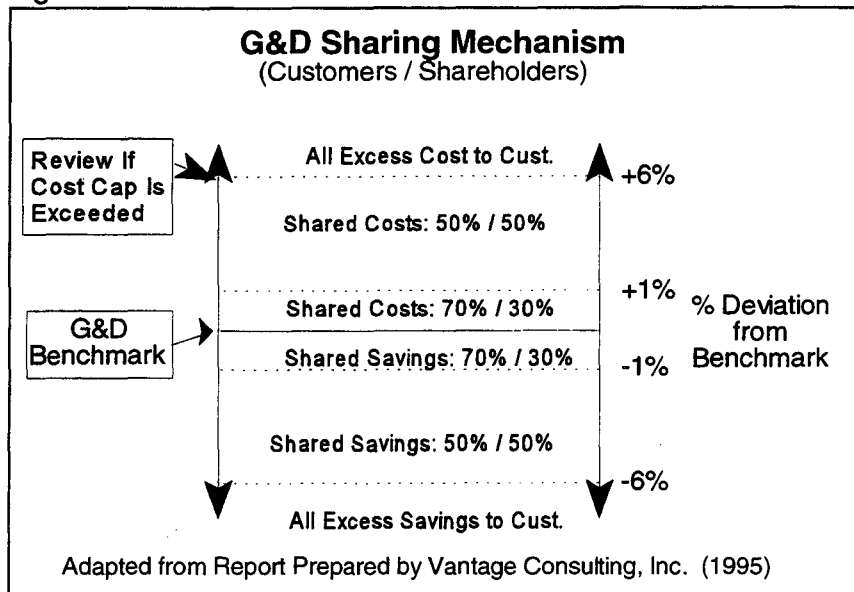 G&D Sharing Mechanism
(Customers / Shareholders)
Review If
Cost Cap Is
Exceeded
All Excess Cost to Cust.
+6%
Shared Costs: 50% / 50%
+1%
Shared Costs: 70% / 30%
G&D
Benchmark
% Deviation
from
Benchmark
Shared Savings: 70% / 30%
-1%
Shared Savings: 50% / 50%
-6%
All Excess Savings to Cust.
Adapted from Report Prepared by Vantage Consulting, Inc. (1995)